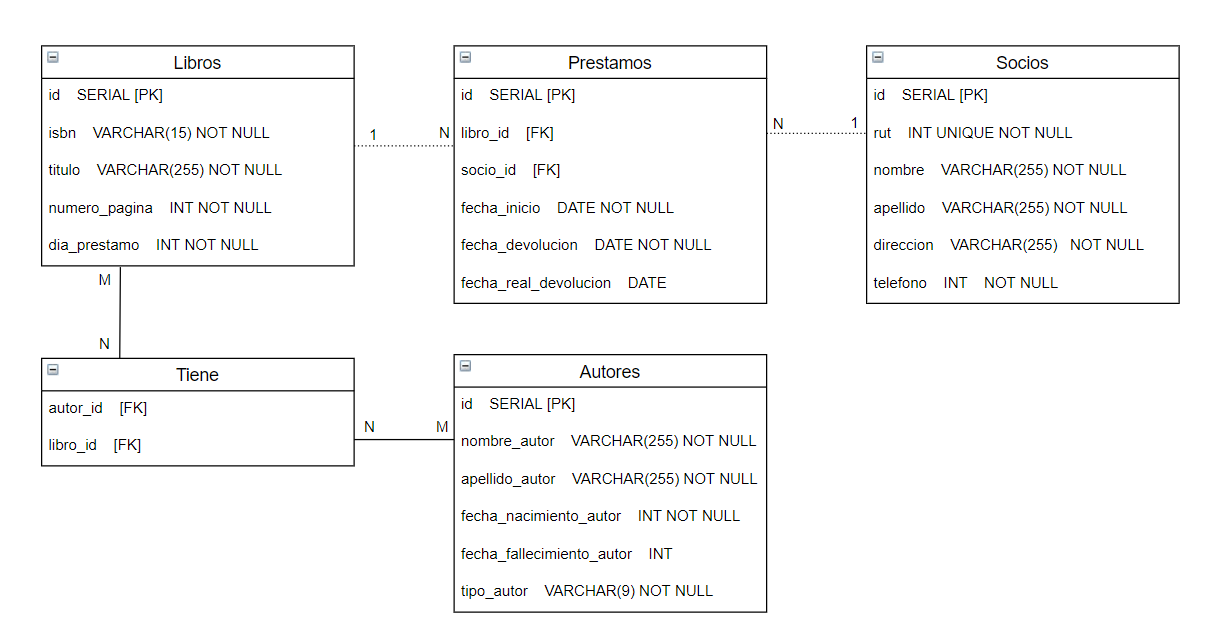 Libros
id SERIAL [PK]
isbn VARCHAR(15) NOT NULL
titulo VARCHAR(255) NOT NULL
numero_pagina INT NOT NULL
dia_prestamo INT NOT NULL
1 N
Prestamos
id SERIAL [PK]
libro_id [FK]
socio_id [FK]
fecha_inicio DATE NOT NULL
fecha_devolucion DATE NOT NULL
fecha_real_devolucion DATE
N 1
Socios
id SERIAL [PK]
rut INT UNIQUE NOT NULL
nombre VARCHAR(255) NOT NULL
apellido VARCHAR(255) NOT NULL
direccion VARCHAR(255) NOT NULL
telefono INT NOT NULL
M
N
Tiene
autor_id [FK]
libro_id [FK]
N M
Autores
id SERIAL [PK]
nombre_autor VARCHAR(255) NOT NULL
apellido_autor VARCHAR(255) NOT NULL
fecha_nacimiento_autor INT NOT NULL
fecha_fallecimiento_autor INT
tipo_autor VARCHAR(9) NOT NULL